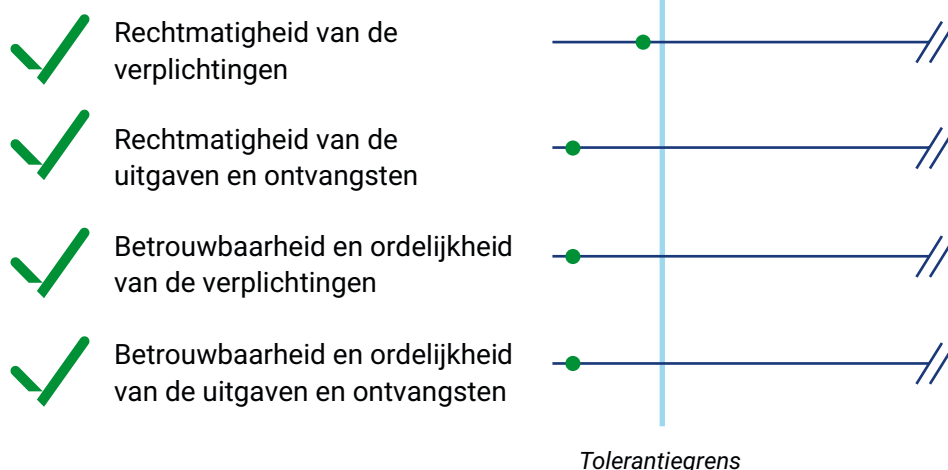 Rechtmatigheid van de
verplichtingen
Rechtmatigheid van de
uitgaven en ontvangsten
Betrouwbaarheid en ordelijkheid
van de verplichtingen
Betrouwbaarheid en ordelijkheid
van de uitgaven en ontvangsten
Tolerantiegrens